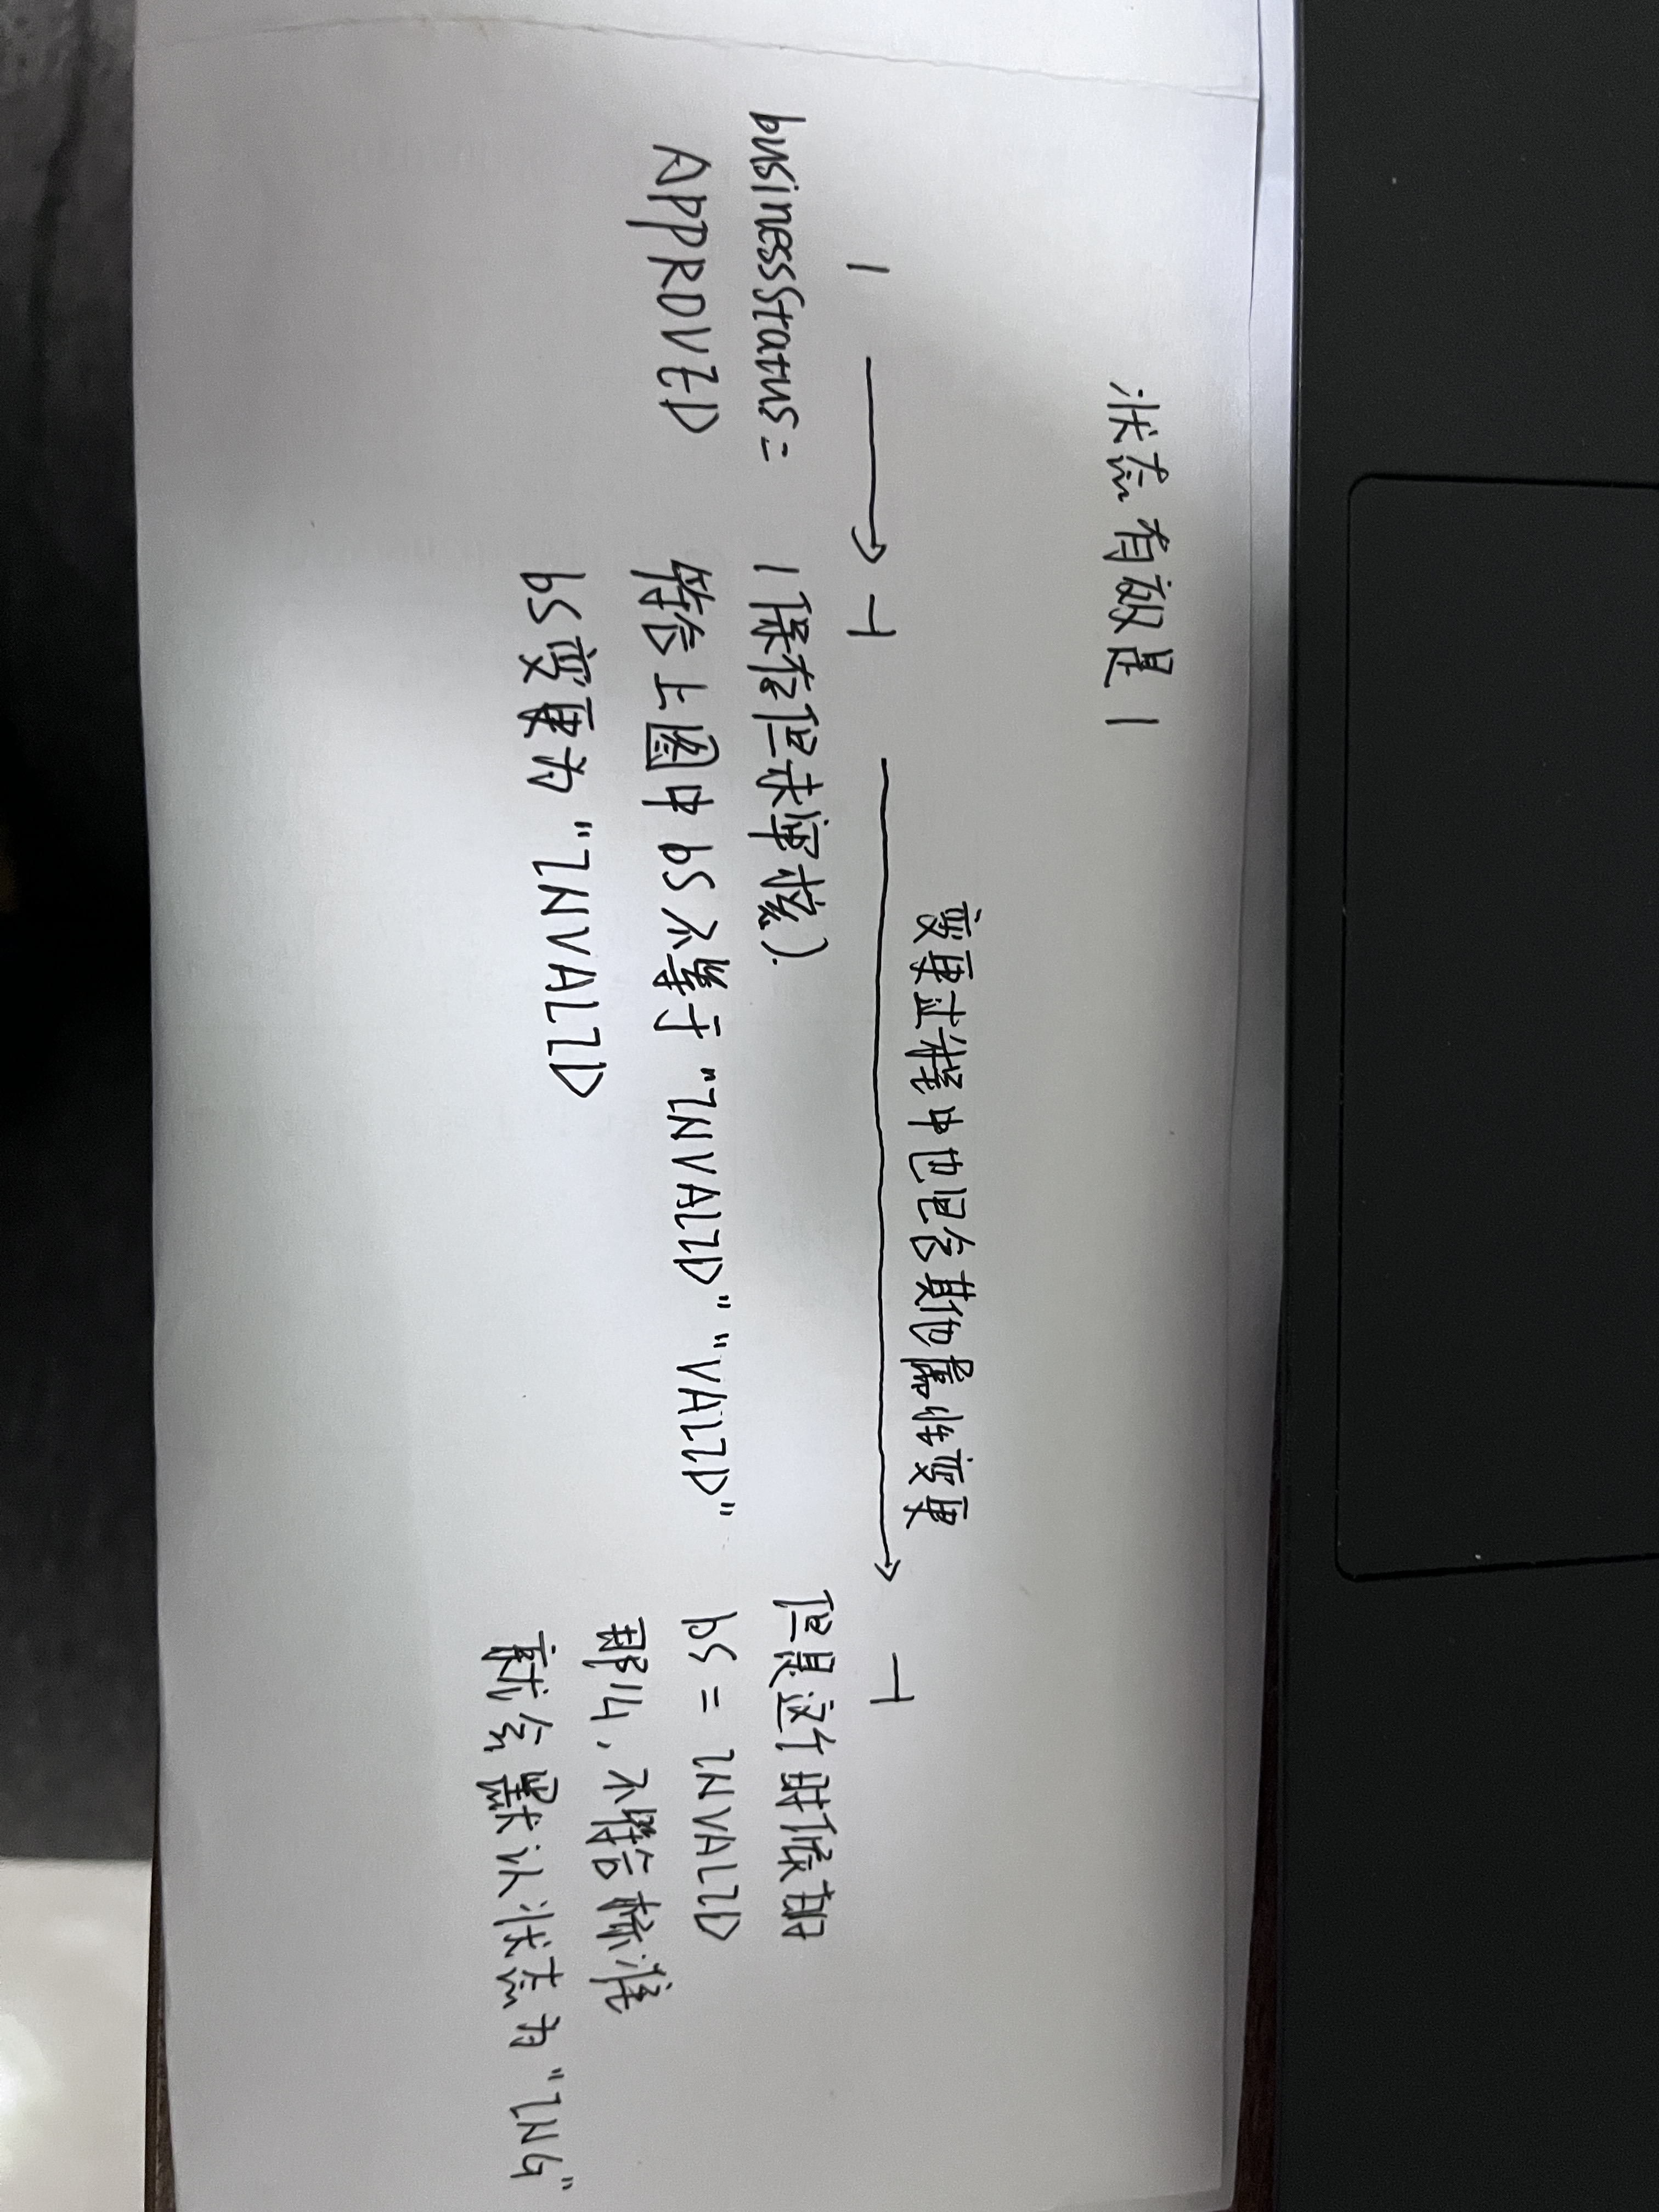 状态有效是1
变更过程中也包含其他属性变更
1 → -1 → -1
businessStatus=
APPROVED
(保存但未审核).
符合上图中bS不等于"INVALID" "VALID"
bS变更为"INVALID
但是这个时候的
bS = INVALID
那么,不符合标准
就会默认状态为"ING"